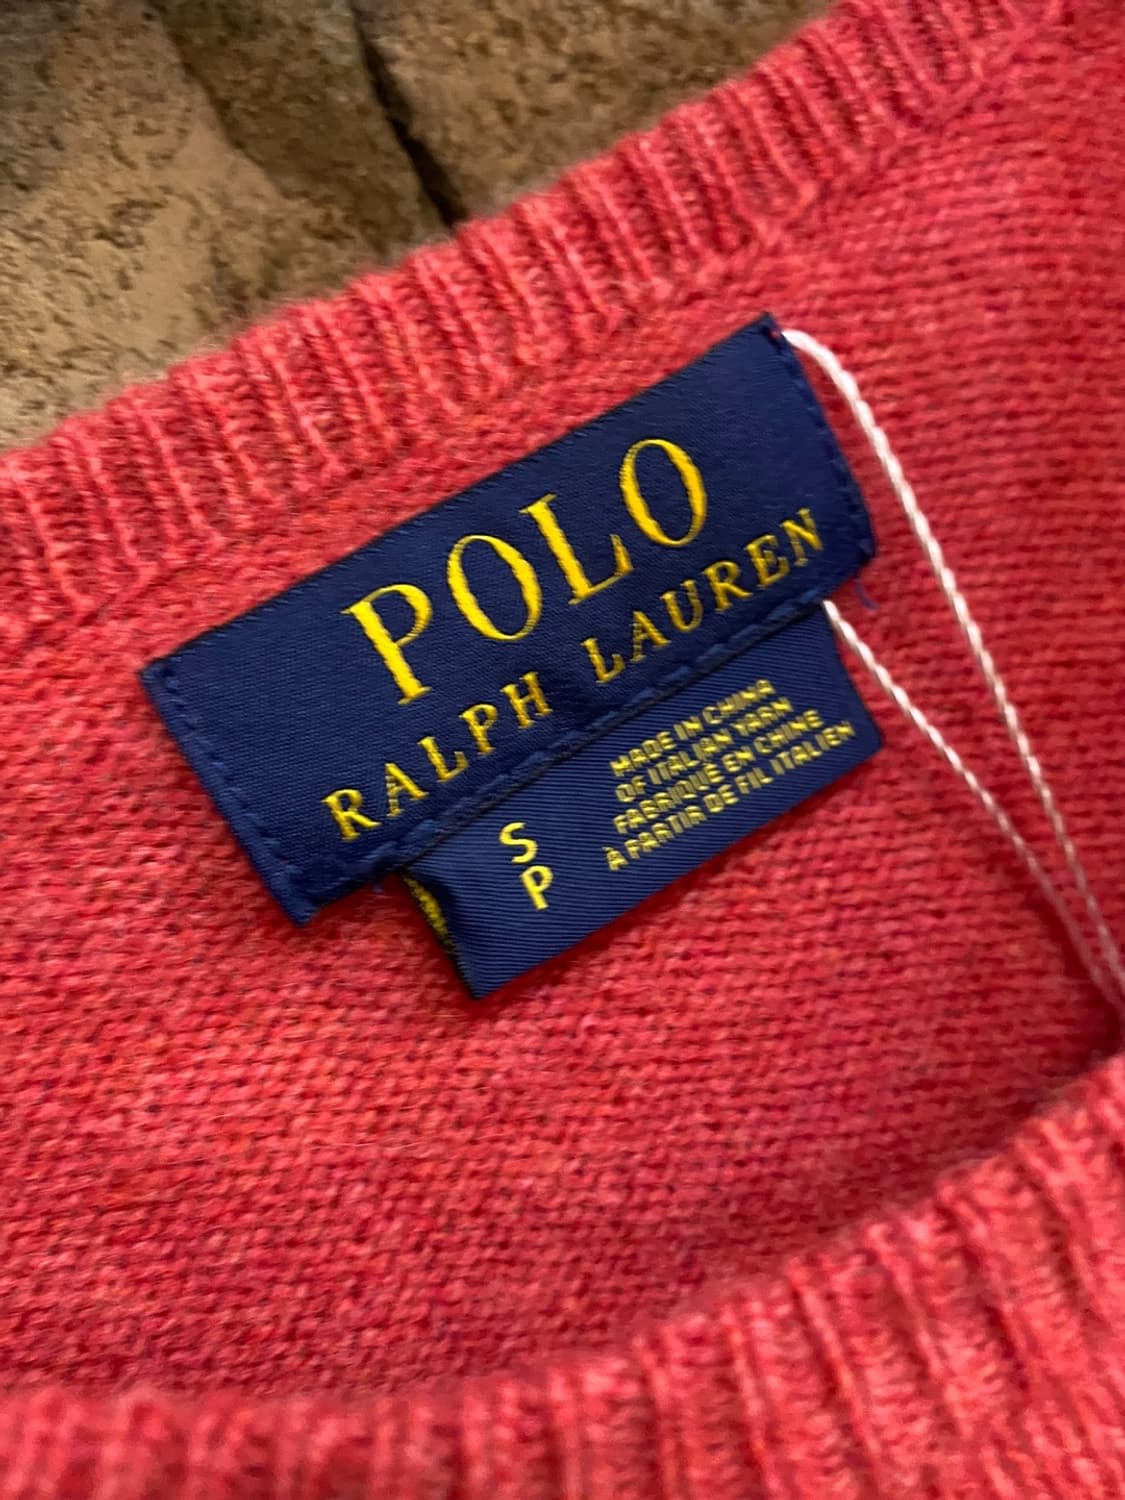 POLO
RALPH LAUREN
S
P
MADE IN CHINA
OF ITALIAN YARN
FABRIQUÉ EN CHINE
À PARTIR DE FIL ITALIEN